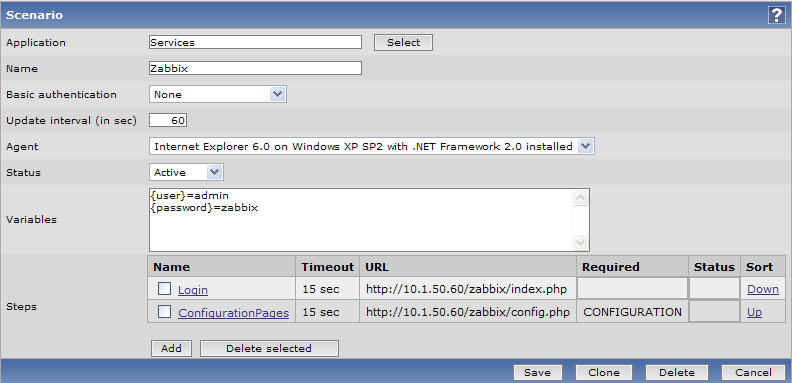 Scenario ?
Application Services Select
Name Zabbix
Basic authentication None
Update interval (in sec) 60
Agent Internet Explorer 6.0 on Windows XP SP2 with .NET Framework 2.0 installed
Status Active
Variables {user}=admin
{password}=zabbix
Steps
Name Timeout URL Required Status Sort
Login 15 sec http://10.1.50.60/zabbix/index.php Down
ConfigurationPages 15 sec http://10.1.50.60/zabbix/config.php CONFIGURATION Up
Add Delete selected
Save Clone Delete Cancel